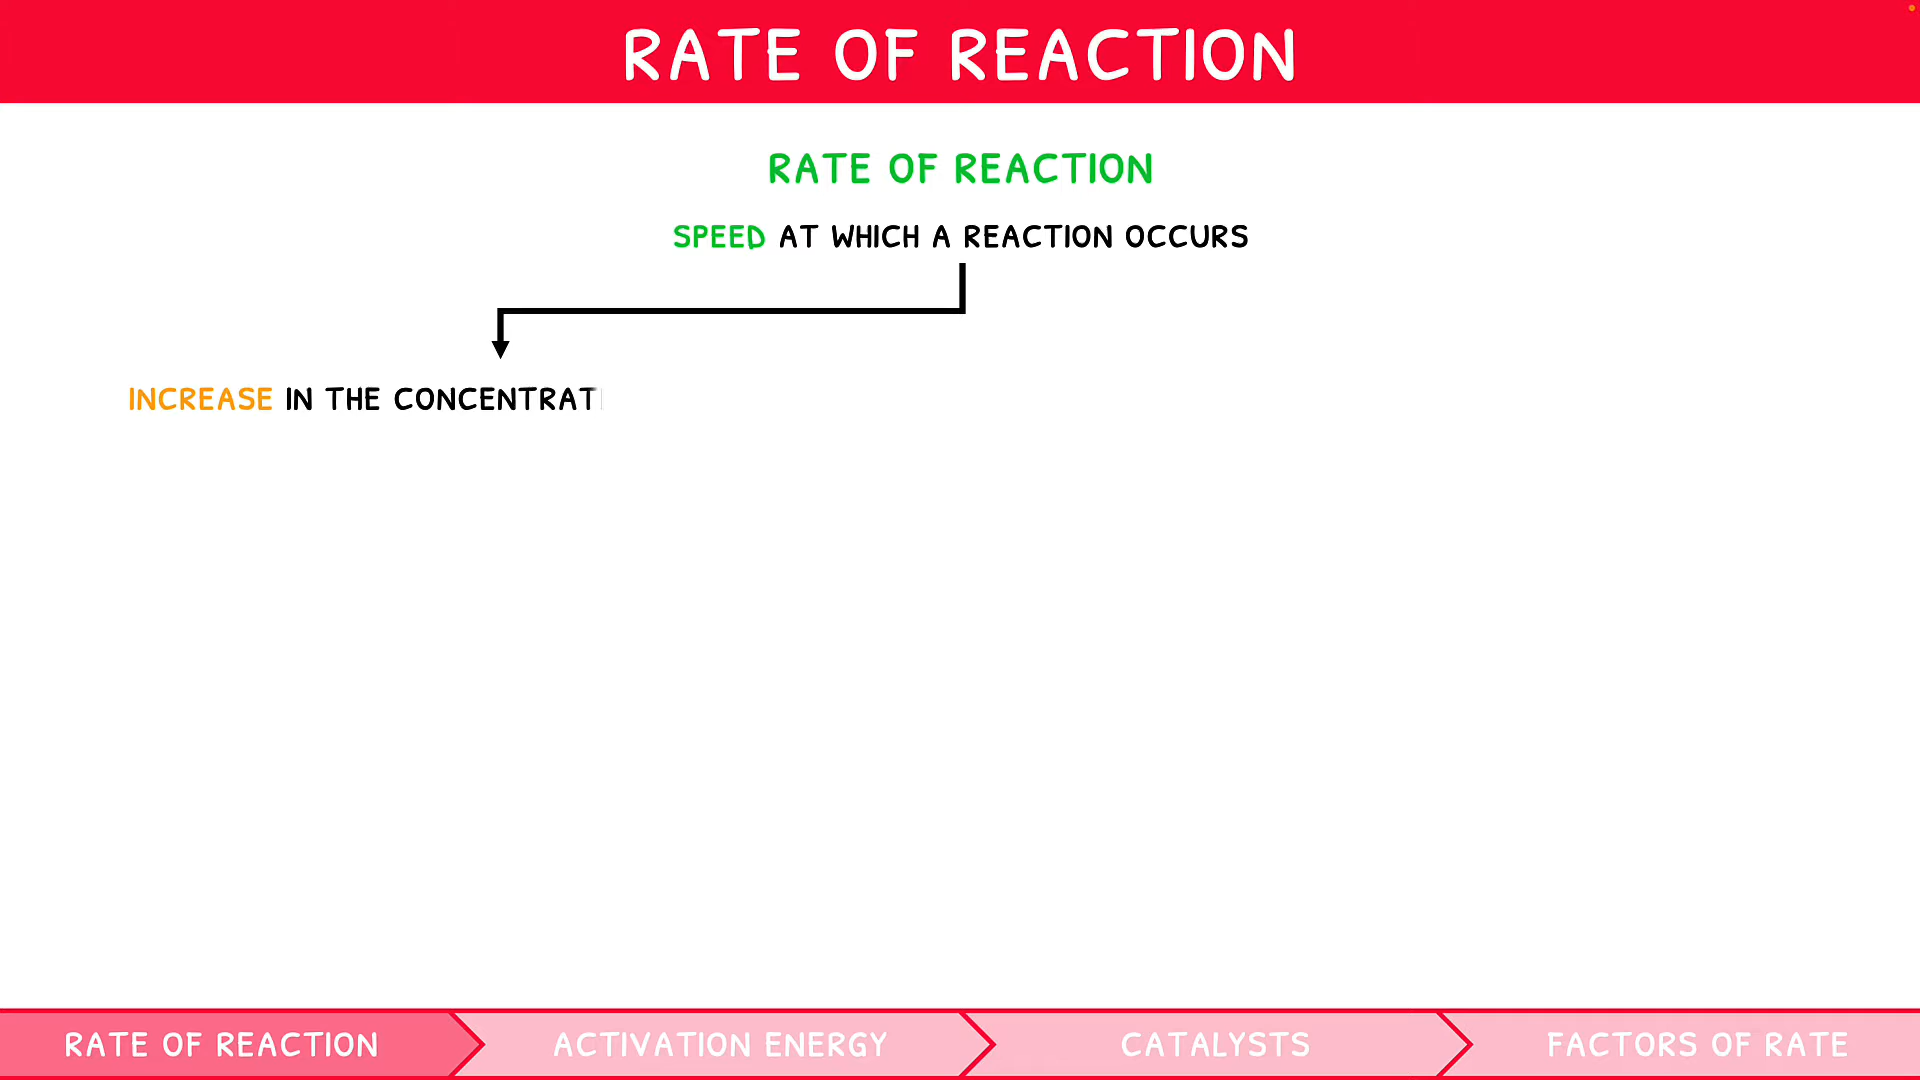 RATE OF REACTION
RATE OF REACTION
SPEED AT WHICH A REACTION OCCURS
INCREASE IN THE CONCENTRAT
RATE OF REACTION
ACTIVATION ENERGY
CATALYSTS
FACTORS OF RATE